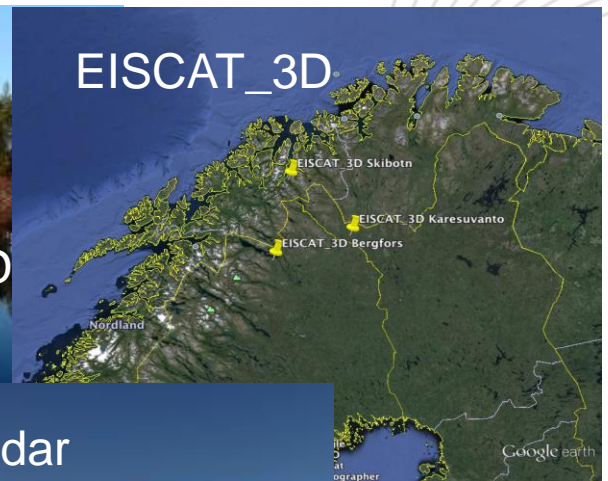 EISCAT_3D
EISCAT_3D Skibotn
EISCAT_3D Karesuvanto
EISCAT_3D Bergfors
Nordland
dar
Google earth